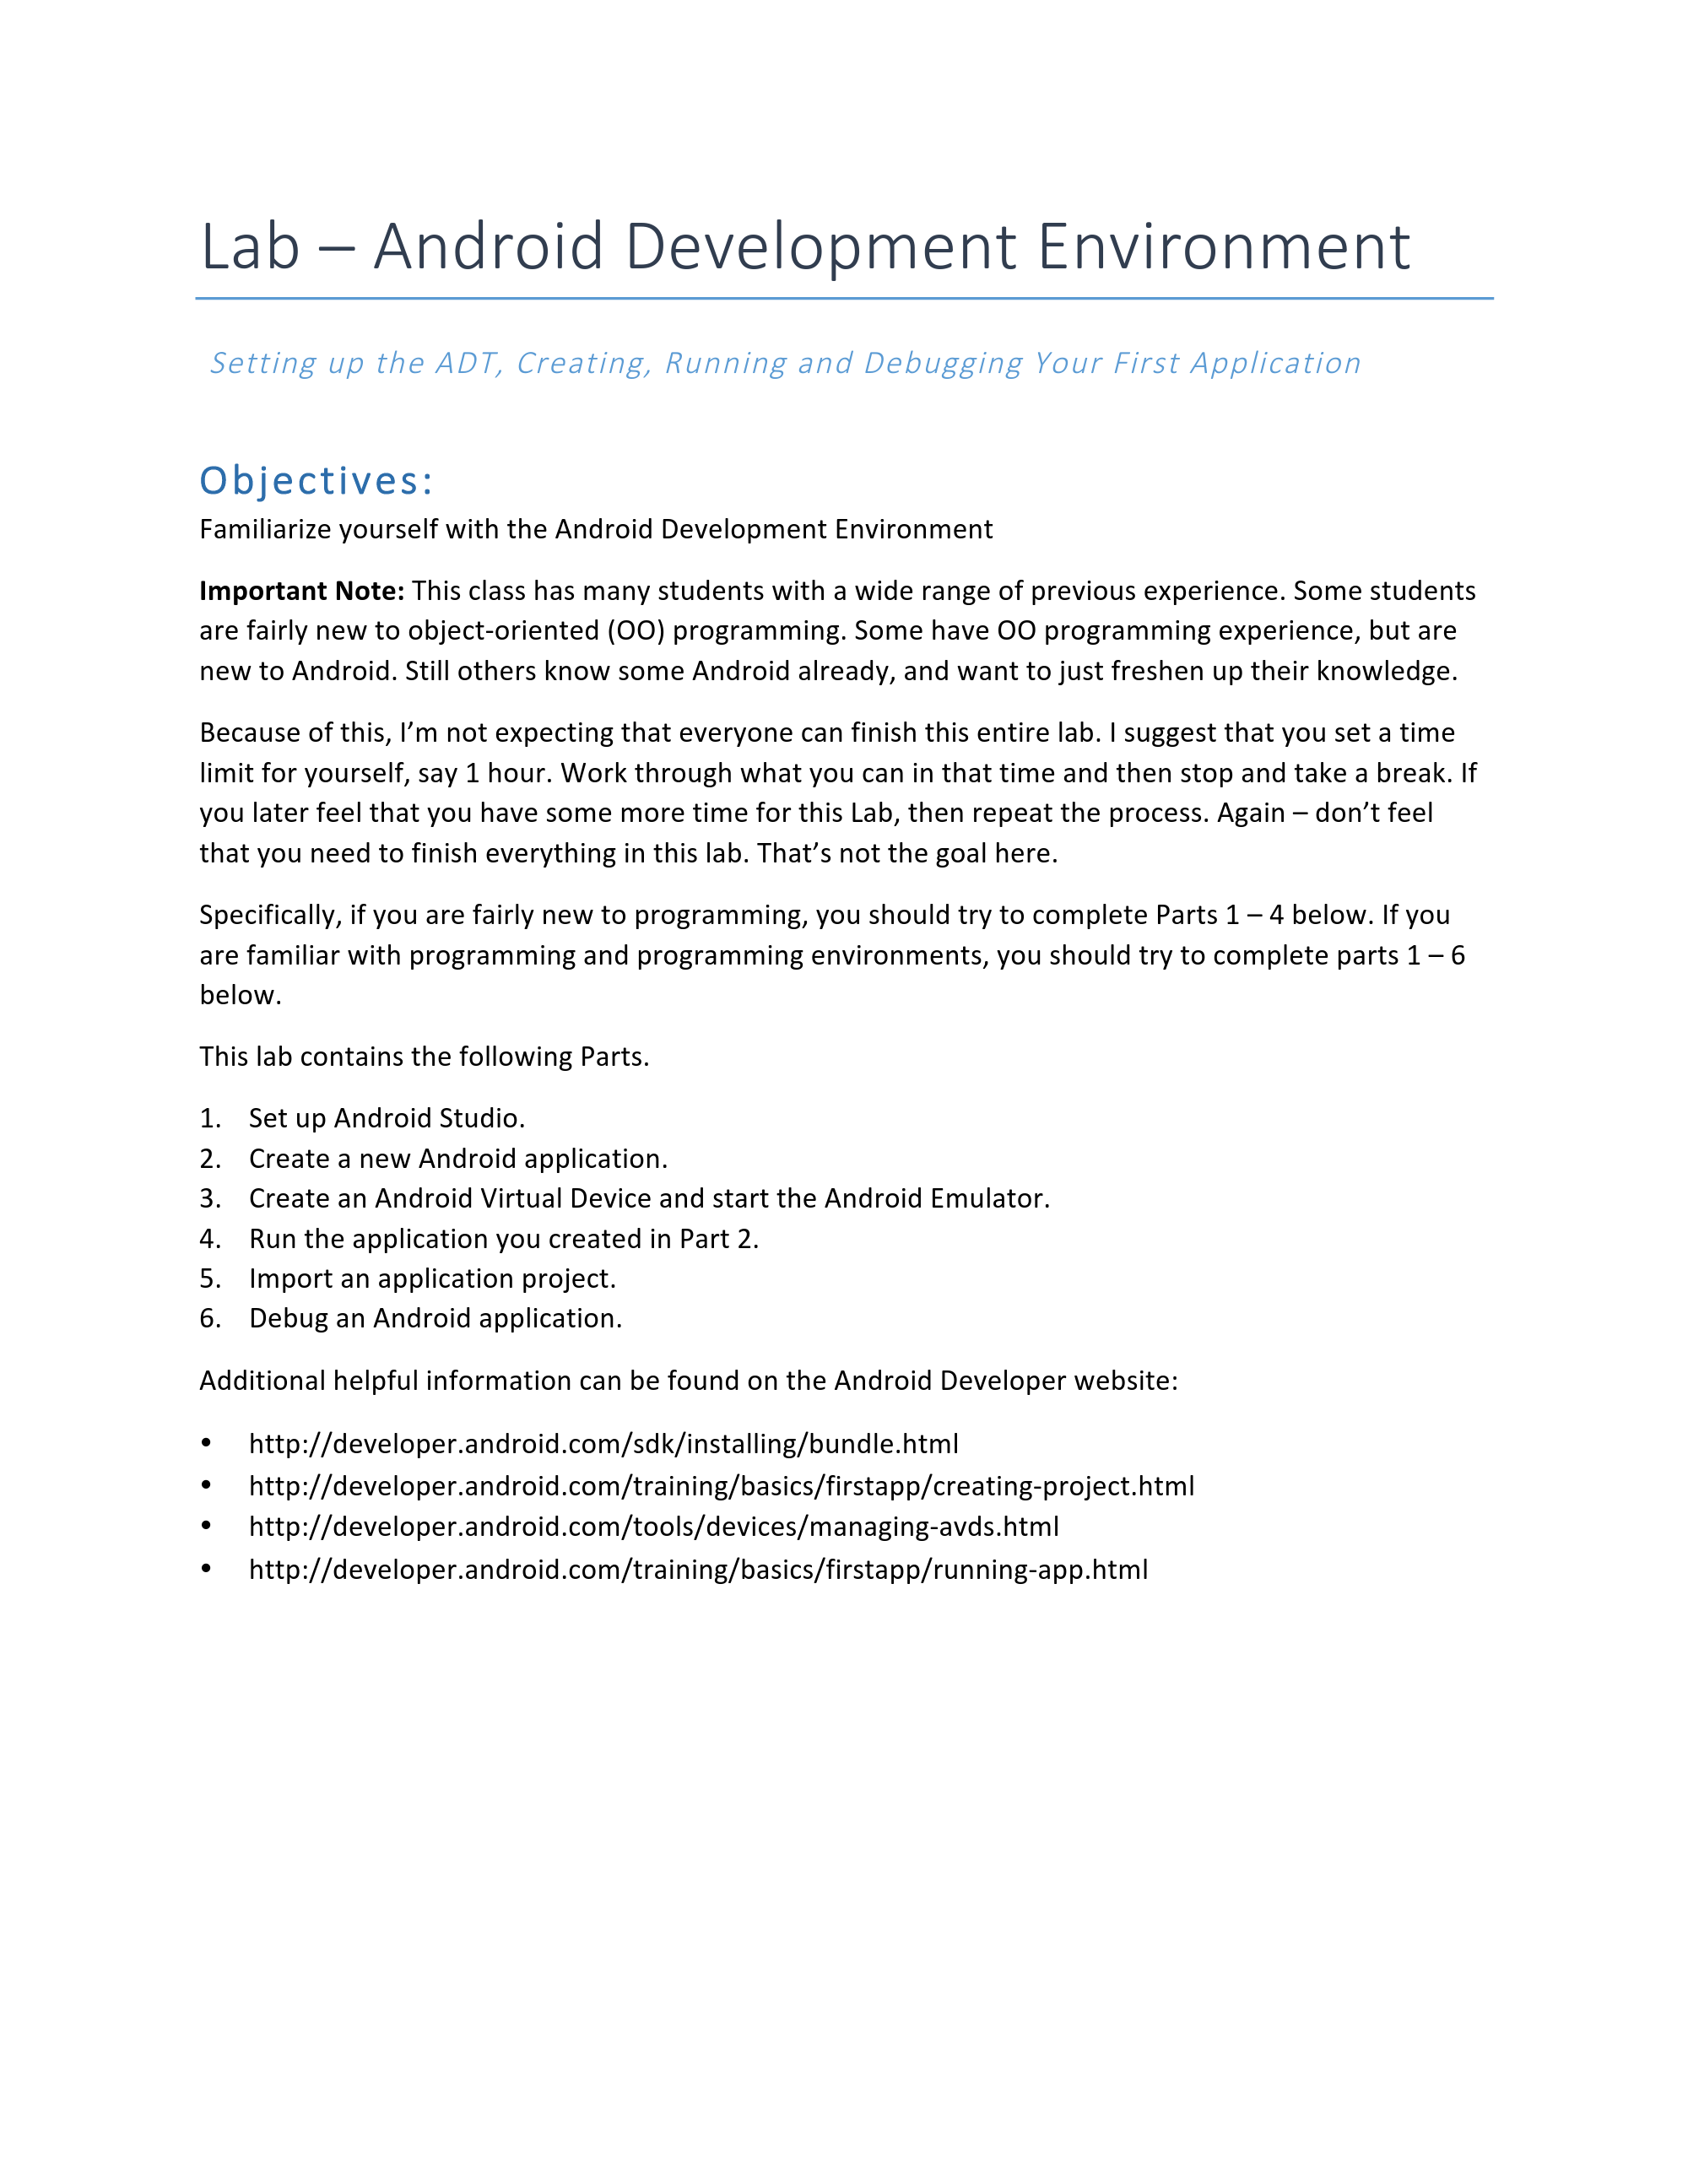 Lab – Android Development Environment
Setting up the ADT, Creating, Running and Debugging Your First Application
Objectives:
Familiarize yourself with the Android Development Environment
Important Note: This class has many students with a wide range of previous experience. Some students
are fairly new to object-oriented (OO) programming. Some have OO programming experience, but are
new to Android. Still others know some Android already, and want to just freshen up their knowledge.
Because of this, I’m not expecting that everyone can finish this entire lab. I suggest that you set a time
limit for yourself, say 1 hour. Work through what you can in that time and then stop and take a break. If
you later feel that you have some more time for this Lab, then repeat the process. Again – don’t feel
that you need to finish everything in this lab. That’s not the goal here.
Specifically, if you are fairly new to programming, you should try to complete Parts 1 – 4 below. If you
are familiar with programming and programming environments, you should try to complete parts 1 – 6
below.
This lab contains the following Parts.
1. Set up Android Studio.
2. Create a new Android application.
3. Create an Android Virtual Device and start the Android Emulator.
4. Run the application you created in Part 2.
5. Import an application project.
6. Debug an Android application.
Additional helpful information can be found on the Android Developer website:
• http://developer.android.com/sdk/installing/bundle.html
• http://developer.android.com/training/basics/firstapp/creating-project.html
• http://developer.android.com/tools/devices/managing-avds.html
• http://developer.android.com/training/basics/firstapp/running-app.html